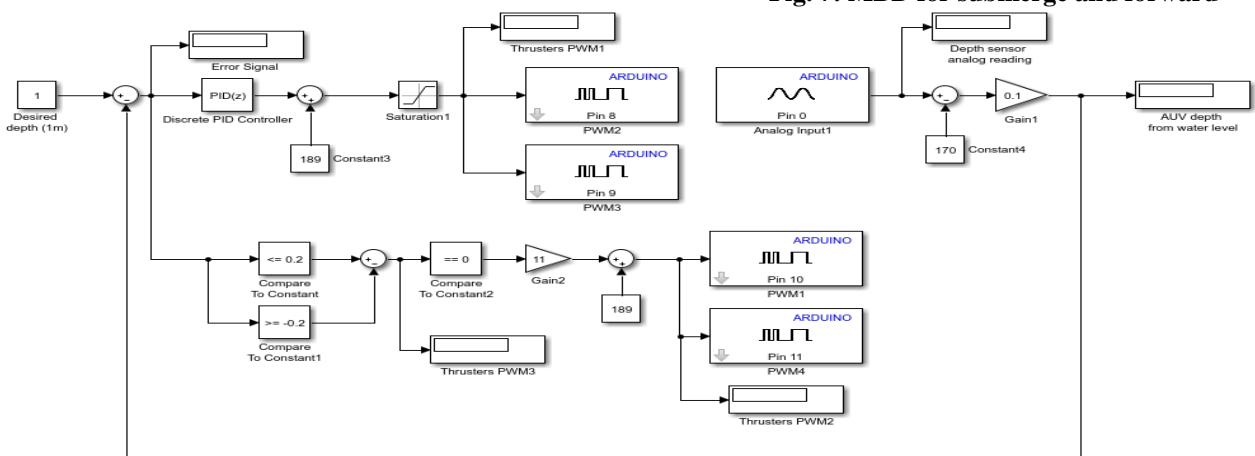 Fig. 7. MBD for submerge and forward
Thrusters PWM1
Depth sensor
analog reading
Error Signal
1
Desired
depth (1m)
+
−
PID(z)
Discrete PID Controller
+
+
189
Constant3
Saturation1
ARDUINO
Pin 8
PWM2
ARDUINO
Pin 9
PWM3
ARDUINO
Pin 0
Analog Input1
+
−
170
Constant4
0.1
Gain1
AUV depth
from water level
<= 0.2
Compare
To Constant
>= -0.2
Compare
To Constant1
+
−
== 0
Compare
To Constant2
Thrusters PWM3
11
Gain2
+
+
189
ARDUINO
Pin 10
PWM1
ARDUINO
Pin 11
PWM4
Thrusters PWM2